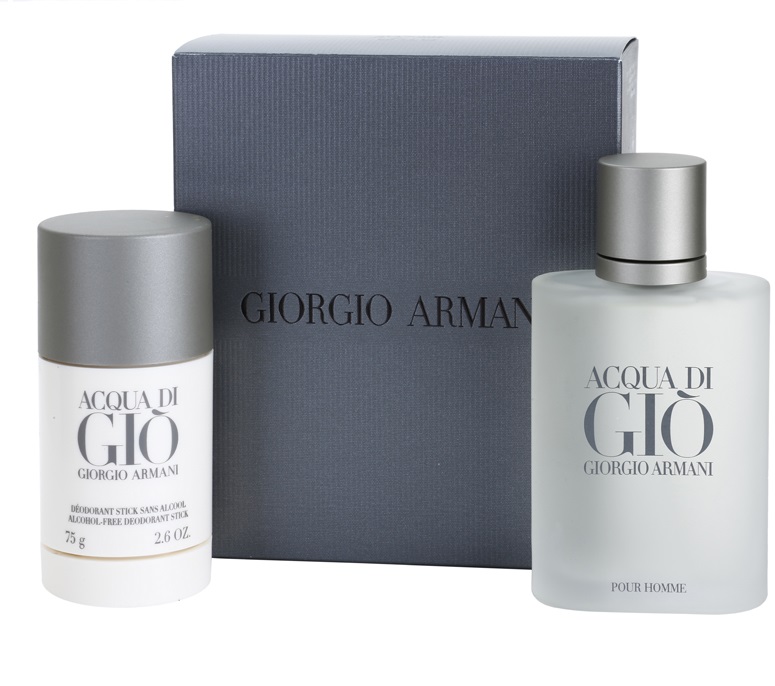 GIORGIO ARMAN
ACQUA DI
GIÒ
GIORGIO ARMANI
DÉODORANT STICK SANS ALCOOL
ALCOHOL-FREE DEODORANT STICK
75 g 2.6 OZ.
ACQUA DI
GIÒ
GIORGIO ARMANI
POUR HOMME